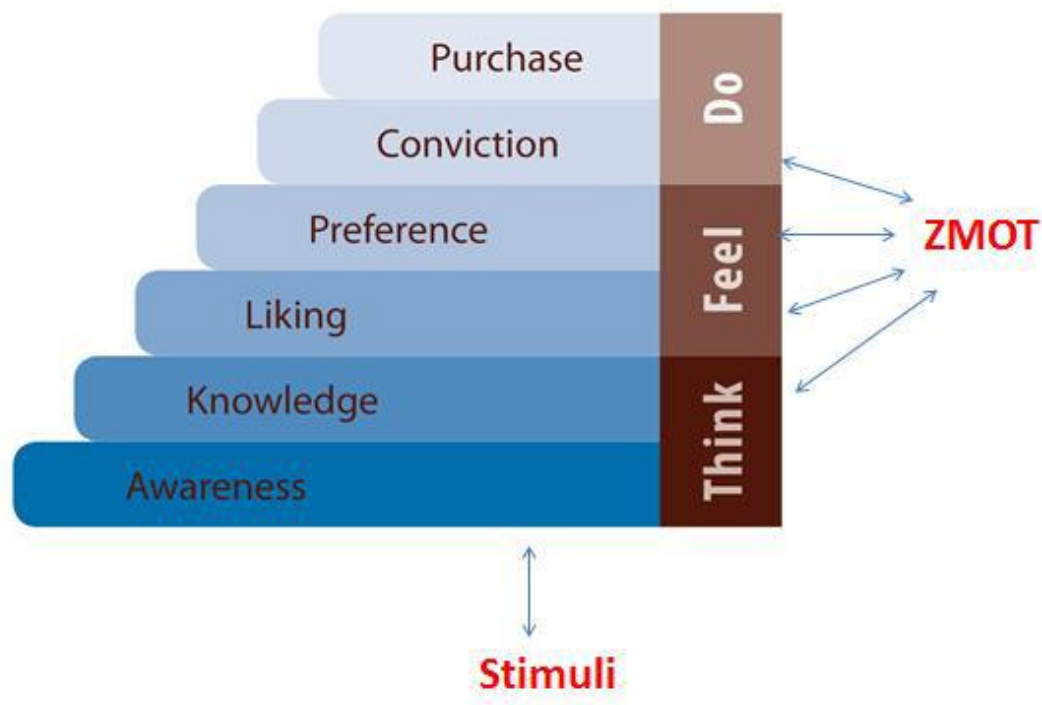 Purchase
Conviction
Preference
Liking
Knowledge
Awareness
Do
Feel
Think
ZMOT
Stimuli